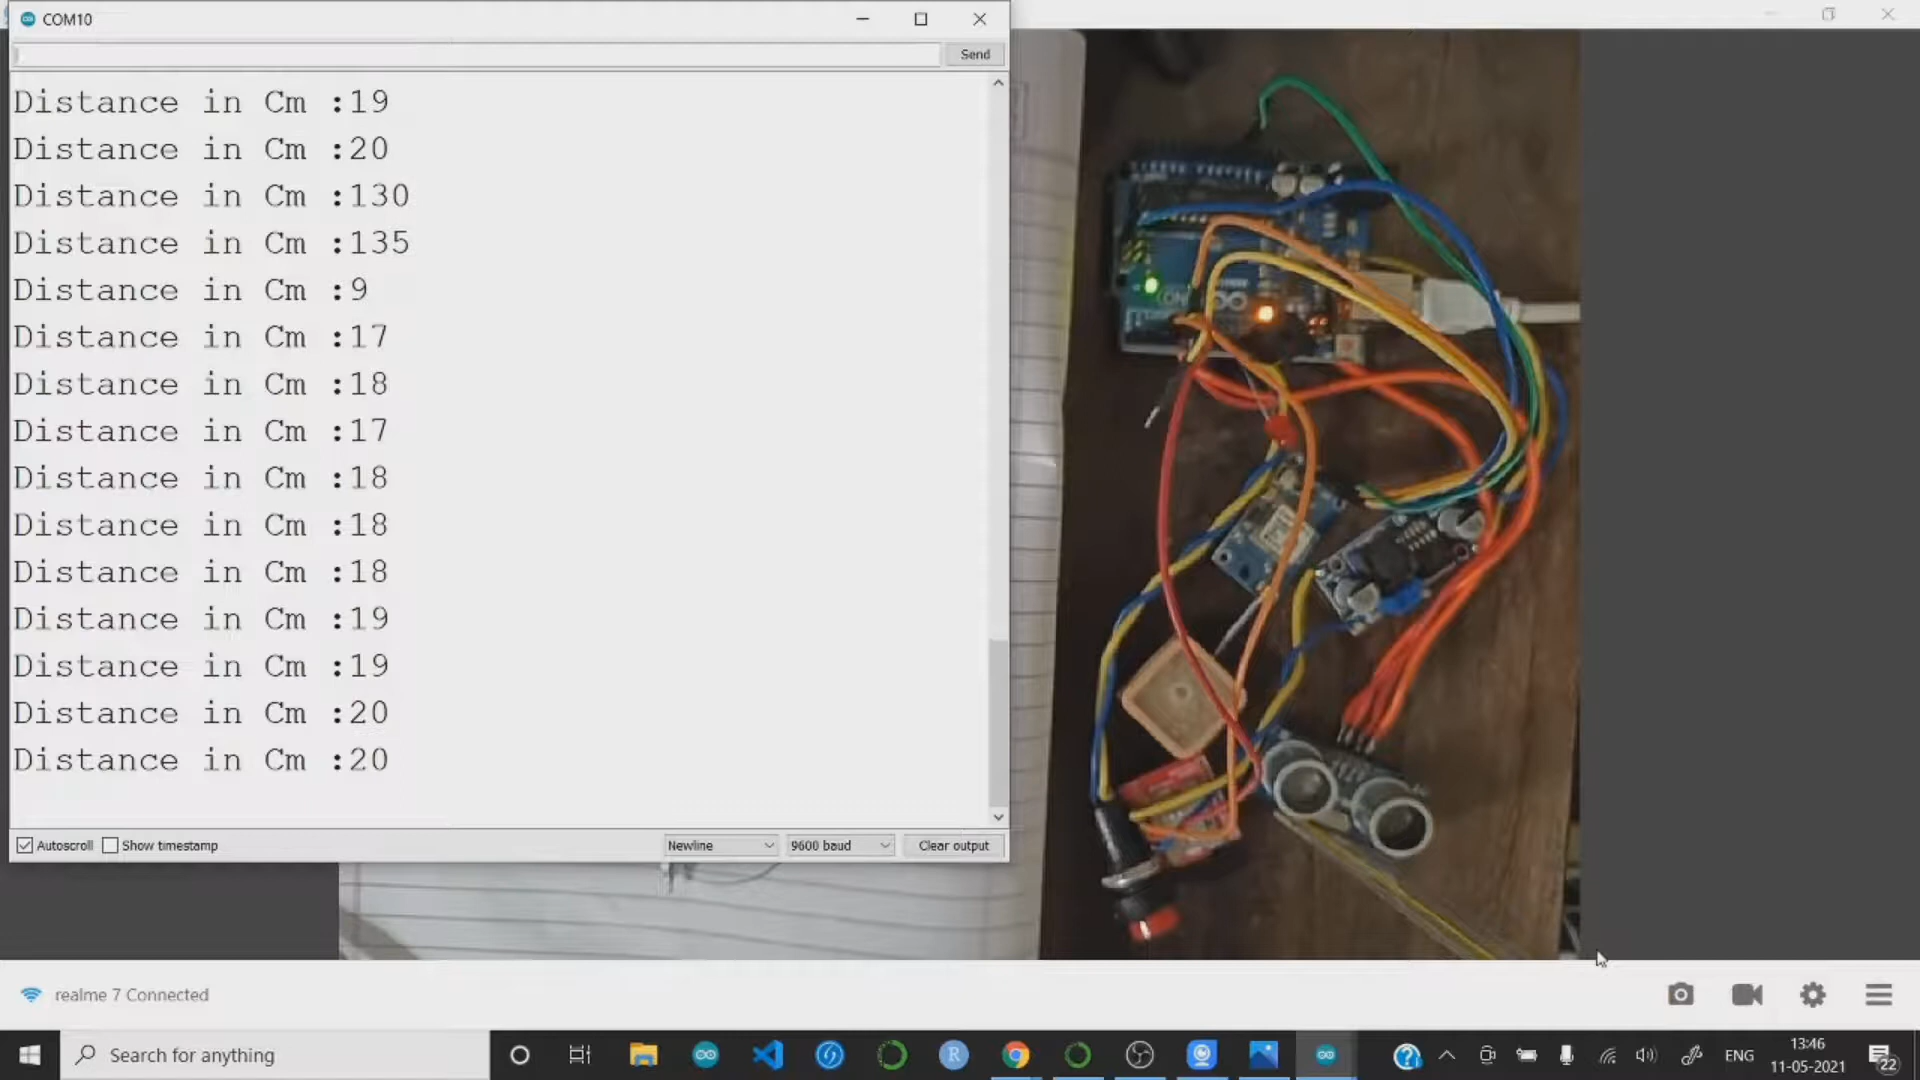 COM10
Send
Distance in Cm :19
Distance in Cm :20
Distance in Cm :130
Distance in Cm :135
Distance in Cm :9
Distance in Cm :17
Distance in Cm :18
Distance in Cm :17
Distance in Cm :18
Distance in Cm :18
Distance in Cm :18
Distance in Cm :19
Distance in Cm :19
Distance in Cm :20
Distance in Cm :20
Autoscroll Show timestamp Newline 9600 baud Clear output
realme 7 Connected
Search for anything
ENG
13:46
11-05-2021
22